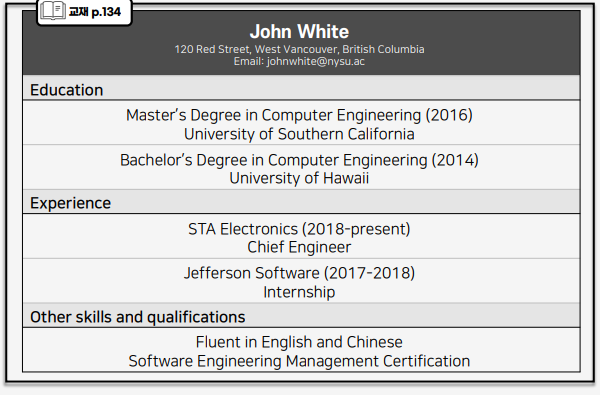 교재 p.134
John White
120 Red Street, West Vancouver, British Columbia
Email: johnwhite@nysu.ac
Education
Master's Degree in Computer Engineering (2016)
University of Southern California
Bachelor's Degree in Computer Engineering (2014)
University of Hawaii
Experience
STA Electronics (2018-present)
Chief Engineer
Jefferson Software (2017-2018)
Internship
Other skills and qualifications
Fluent in English and Chinese
Software Engineering Management Certification